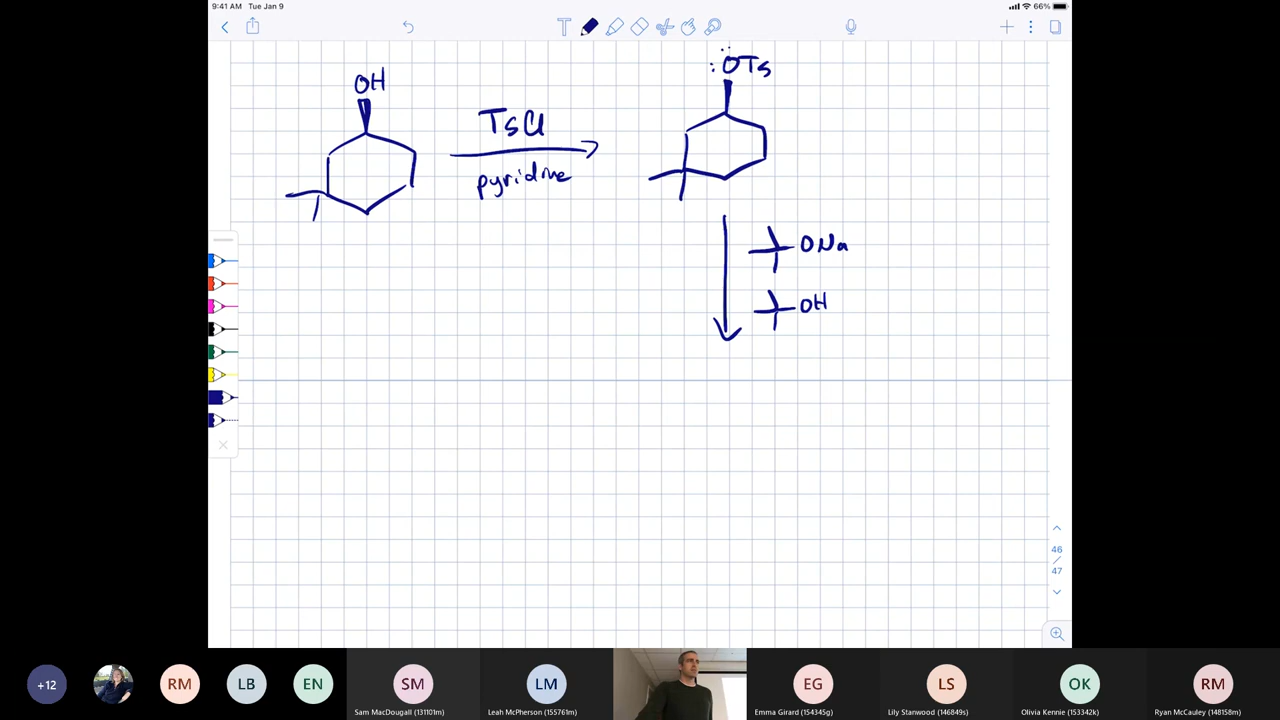 9:41 AM Tue Jan 9
66%
OH
TsCl
pyridine
:ÖTs
ONa
OH
46
/
47
+12
RM
LB
EN
SM
Sam MacDougall (131101m)
LM
Leah McPherson (155761m)
EG
Emma Girard (154345g)
LS
Lily Stanwood (146849s)
OK
Olivia Kennie (153342k)
RM
Ryan McCauley (148158m)